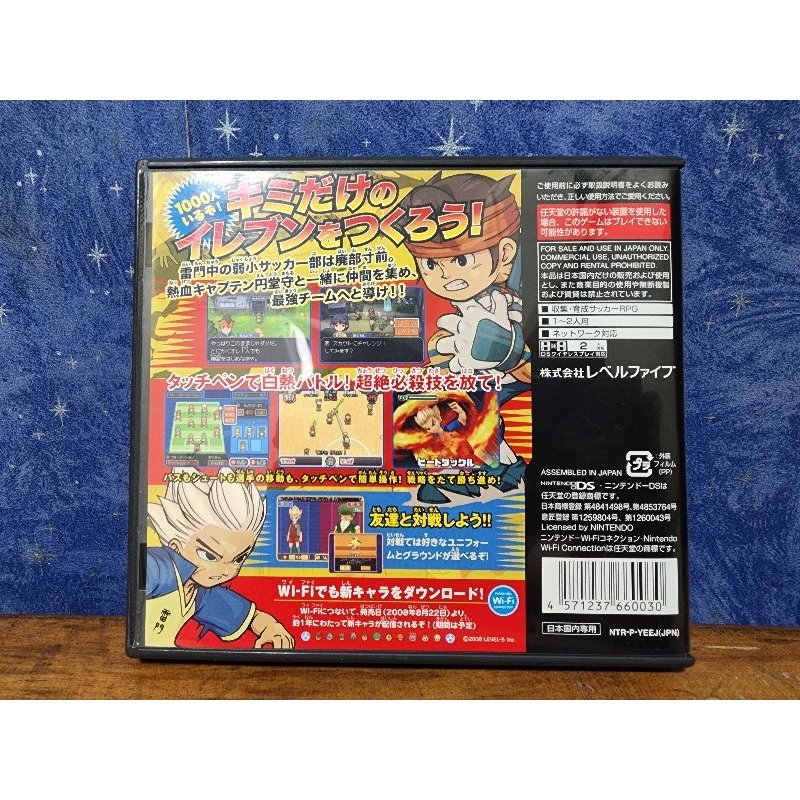 1000人
いるぞ!
キミだけの
イレブンをつくろう!
雷門中の弱小サッカー部は廃部寸前。
熱血キャプテン円堂守と一緒に仲間を集め、
最強チームへと導け!!
タッチペンで白熱バトル!超絶必殺技を放て!
ヒートタックル
パスもシュートも選手の移動も、タッチペンで簡単操作!戦略をたて勝ち進め!
友達と対戦しよう!!
対戦では好きなユニフォー
ムとグラウンドが選べるぞ!
Wi-Fiでも新キャラをダウンロード!
Wi-Fiにつないで、発売日(2008年8月22日)より、
約1年にわたって新キャラが配信されるぞ!(期間は予定)
Nintendo
Wi-Fi
雷門
©2008 LEVEL-5 Inc.
ご使用前に必ず取扱説明書をよくお読み
いただき、正しい使用方法でご愛用ください。
任天堂の許諾がない装置を使用した
場合、このゲームはプレイできない
可能性があります。
FOR SALE AND USE IN JAPAN ONLY.
COMMERCIAL USE, UNAUTHORIZED
COPY AND RENTAL PROHIBITED.
本品は日本国内だけの販売および使用と
し、また商業目的の使用や無断複製
および賃貸は禁止されています。
収集・育成サッカーRPG
1~2人用
ネットワーク対応
2
DSワイヤレスプレイ対応
株式会社レベルファイブ
プラ
外装
フィルム
(PP)
ASSEMBLED IN JAPAN
NINTENDO DS・ニンテンドーDSは
任天堂の登録商標です。
日本商標登録 第4841498号、第4853764号
意匠登録 第1259804号、第1260043号
Licensed by NINTENDO
ニンテンドーWi-Fiコネクション・Nintendo
Wi-Fi Connectionは任天堂の商標です。
4 571237 660030
日本国内専用
NTR-P-YEEJ(JPN)